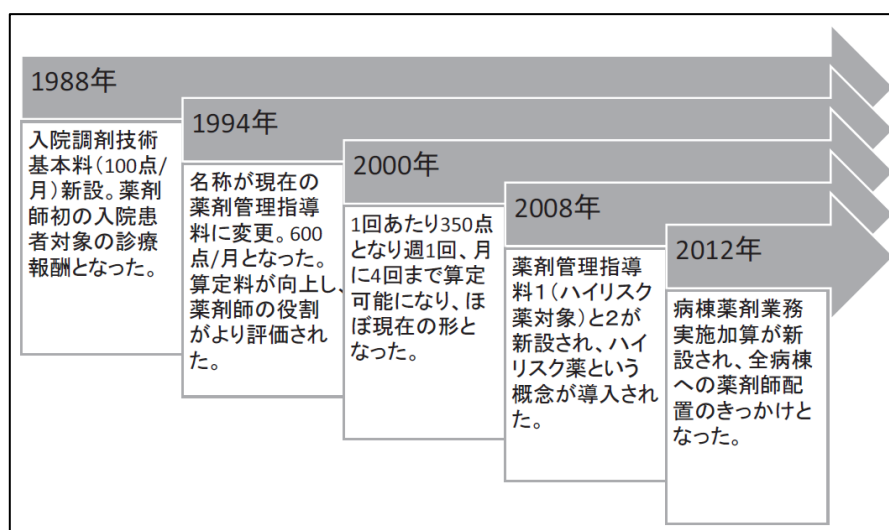 1988年
入院調剤技術
基本料(100点/
月)新設。薬剤
師初の入院患
者対象の診療
報酬となった。
1994年
名称が現在の
薬剤管理指導
料に変更。600
点/月となった。
算定料が向上し、
薬剤師の役割
がより評価され
た。
2000年
1回あたり350点
となり週1回、月
に4回まで算定
可能になり、ほ
ぼ現在の形と
なった。
2008年
薬剤管理指導
料1(ハイリスク
薬対象)と2が
新設され、ハイ
リスク薬という
概念が導入され
た。
2012年
病棟薬剤業務
実施加算が新
設され、全病棟
への薬剤師配
置のきっかけと
なった。